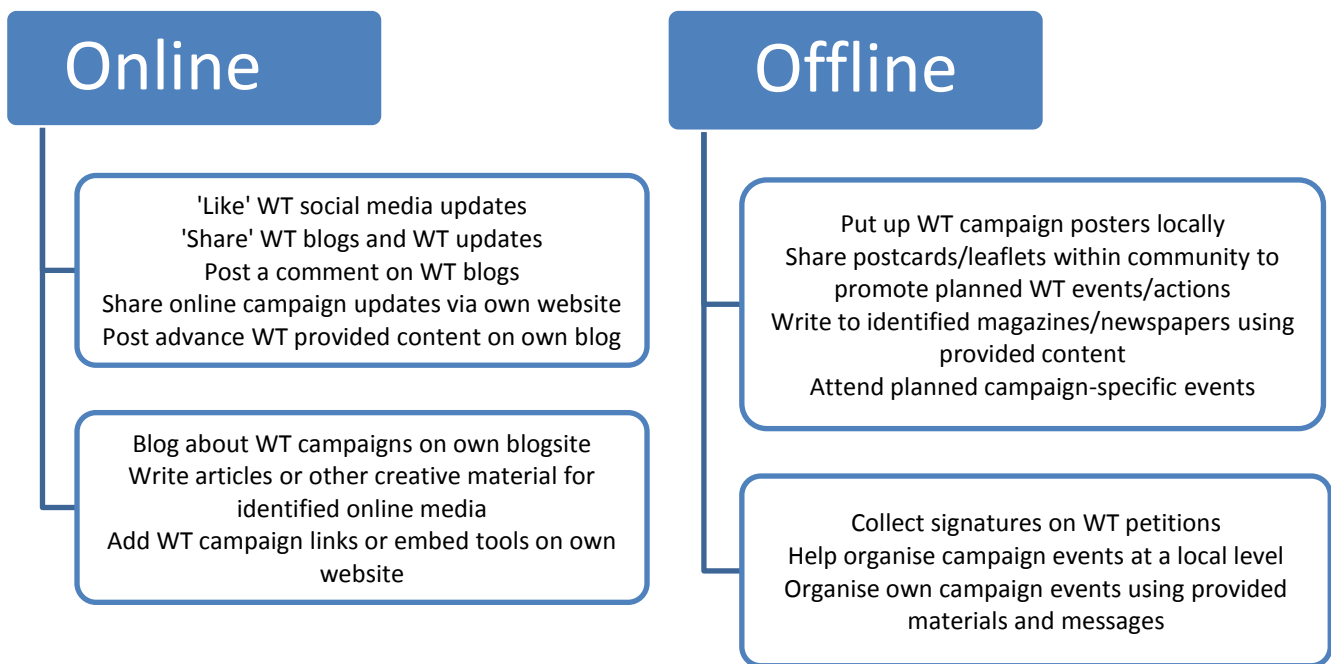 Online
'Like' WT social media updates
'Share' WT blogs and WT updates
Post a comment on WT blogs
Share online campaign updates via own website
Post advance WT provided content on own blog
Blog about WT campaigns on own blogsite
Write articles or other creative material for
identified online media
Add WT campaign links or embed tools on own
website
Offline
Put up WT campaign posters locally
Share postcards/leaflets within community to
promote planned WT events/actions
Write to identified magazines/newspapers using
provided content
Attend planned campaign-specific events
Collect signatures on WT petitions
Help organise campaign events at a local level
Organise own campaign events using provided
materials and messages